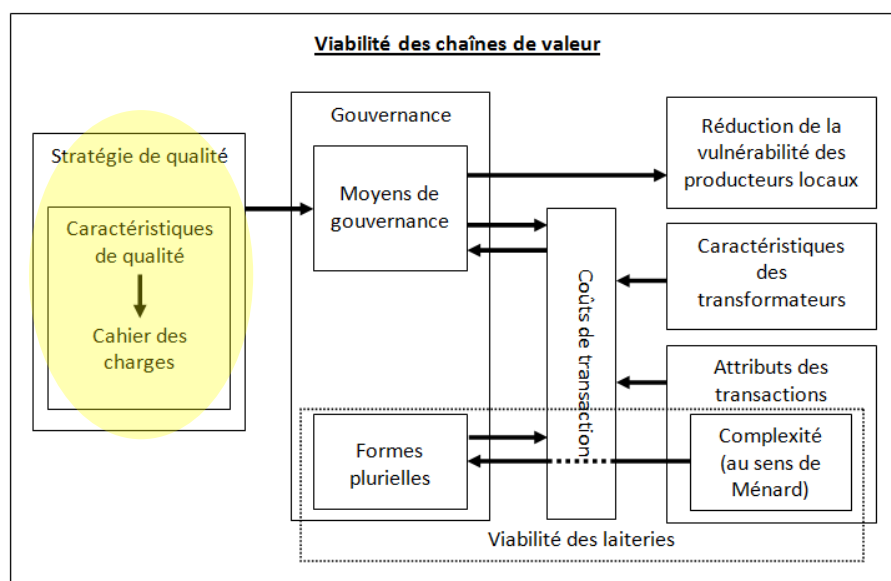 Viabilité des chaînes de valeur
Stratégie de qualité
Caractéristiques
de qualité
Cahier des
charges
Gouvernance
Moyens de
gouvernance
Formes
plurielles
Coûts de transaction
Réduction de la
vulnérabilité des
producteurs locaux
Caractéristiques
des
transformateurs
Attributs des
transactions
Complexité
(au sens de
Ménard)
Viabilité des laiteries